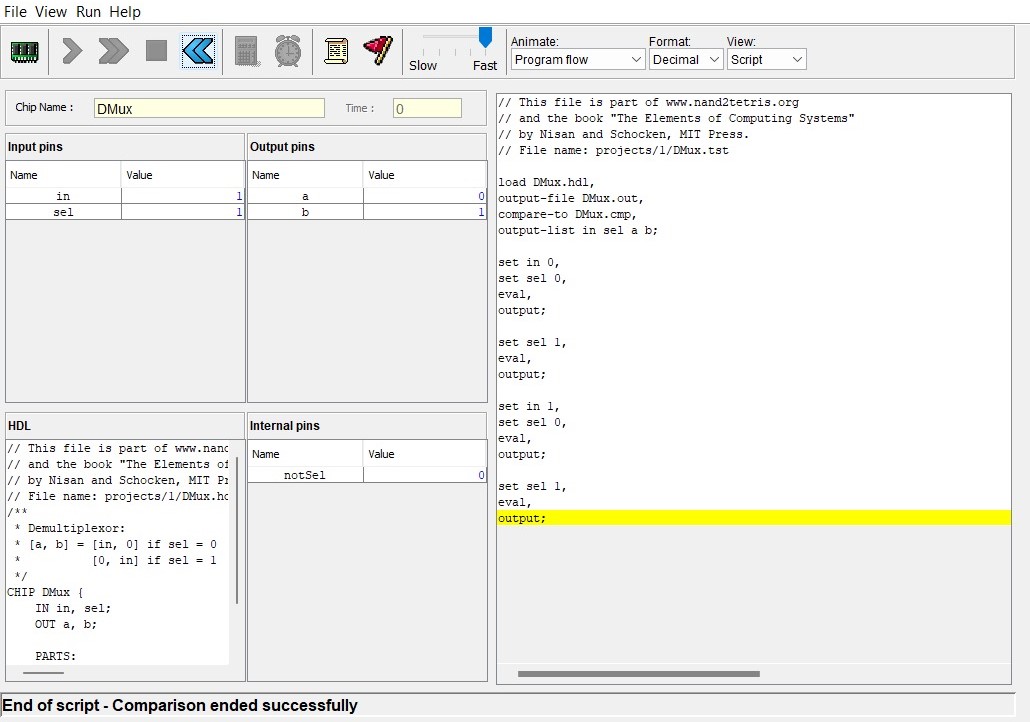 File View Run Help
Slow Fast
Animate: Format: View:
Program flow Decimal Script
Chip Name : DMux Time : 0
Input pins
Name Value
in 1
sel 1
Output pins
Name Value
a 0
b 1
HDL
// This file is part of www.nand
// and the book "The Elements of
// by Nisan and Schocken, MIT Pr
// File name: projects/1/DMux.hd
/**
* Demultiplexor:
* [a, b] = [in, 0] if sel = 0
* [0, in] if sel = 1
*/
CHIP DMux {
IN in, sel;
OUT a, b;
PARTS:
Internal pins
Name Value
notSel 0
// This file is part of www.nand2tetris.org
// and the book "The Elements of Computing Systems"
// by Nisan and Schocken, MIT Press.
// File name: projects/1/DMux.tst
load DMux.hdl,
output-file DMux.out,
compare-to DMux.cmp,
output-list in sel a b;
set in 0,
set sel 0,
eval,
output;
set sel 1,
eval,
output;
set in 1,
set sel 0,
eval,
output;
set sel 1,
eval,
output;
End of script - Comparison ended successfully